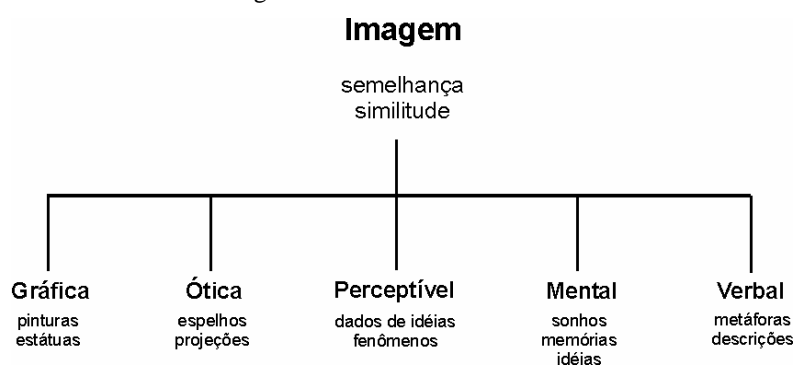 Imagem
semelhança
similitude
Gráfica
pinturas
estátuas
Ótica
espelhos
projeções
Perceptível
dados de idéias
fenômenos
Mental
sonhos
memórias
idéias
Verbal
metáforas
descrições